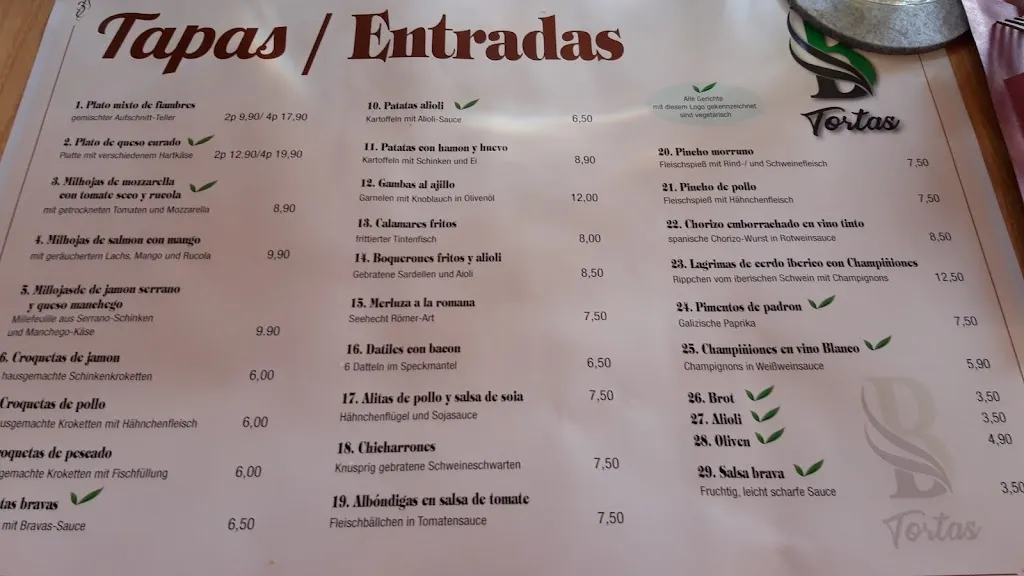 Tapas / Entradas
1. Plato mixto de fiambres
gemischter Aufschnitt-Teller 2p 9,90/ 4p 17,90
2. Plato de queso curado
Platte mit verschiedenem Hartkäse 2p 12.90/4p 19,90
3. Milhojas de mozzarella
con tomate seco y rucola
mit getrockneten Tomaten und Mozzarella 8,90
4. Milhojas de salmon con mango
mit geräuchertem Lachs, Mango und Rucola 9,90
5. Millojasde de jamon serrano
y queso manchego
Millefeuille aus Serrano-Schinken
und Manchego-Käse 9.90
6. Croquetas de jamon
hausgemachte Schinkenkroketten 6,00
Croquetas de pollo
usgemachte Kroketten mit Hähnchenfleisch 6,00
roquetas de pescado
gemachte Kroketten mit Fischfüllung 6,00
tas bravas
mit Bravas-Sauce 6,50
10. Patatas alioli
Kartoffeln mit Alioli-Sauce 6,50
11. Patatas con hamon y huevo
Kartoffeln mit Schinken und Ei 8,90
12. Gambas al ajillo
Garnelen mit Knoblauch in Olivenöl 12,00
13. Calamares fritos
frittierter Tintenfisch 8,00
14. Boquerones fritos y alioli
Gebratene Sardellen und Aioli 8,50
15. Merluza a la romana
Seehecht Römer-Art 7,50
16. Datiles con bacon
6 Datteln im Speckmantel 6,50
17. Alitas de pollo y salsa de soia 7,50
Hähnchenflügel und Sojasauce
18. Chicharrones
Knusprig gebratene Schweineschwarten 7,50
19. Albóndigas en salsa de tomate
Fleischbällchen in Tomatensauce 7,50
Alle Gerichte
mit diesem Logo gekennzeichnet
sind vegetarisch
B
Tortas
20. Pincho morruno
Fleischspieß mit Rind-/ und Schweinefleisch 7,50
21. Pincho de pollo
Fleischspieß mit Hähnchenfleisch 7,50
22. Chorizo emborrachado en vino tinto
spanische Chorizo-Wurst in Rotweinsauce 8,50
23. Lagrimas de cerdo iberico con Champiñiones
Rippchen vom iberischen Schwein mit Champignons 12,50
24. Pimentos de padron
Galizische Paprika 7,50
25. Champiñiones en vino Blanco
Champignons in Weißweinsauce 5,90
26. Brot 3,50
27. Alioli 3,50
28. Oliven 4,90
29. Salsa brava
Fruchtig, leicht scharfe Sauce 3,50
B
Tortas